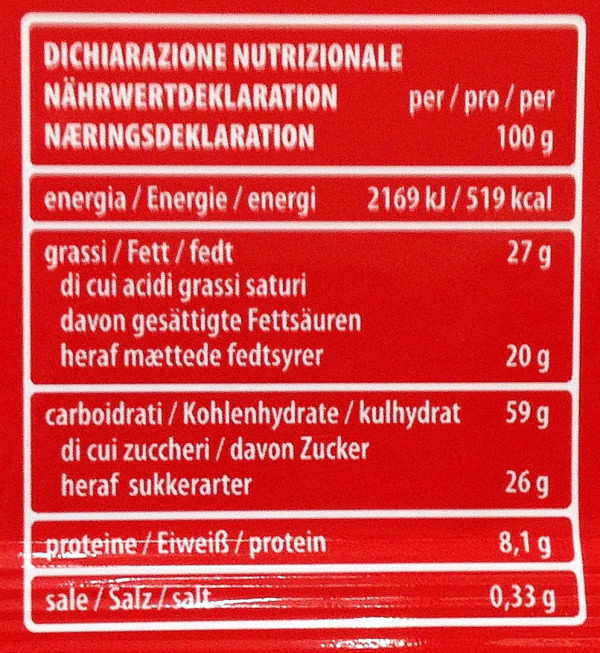 DICHIARAZIONE NUTRIZIONALE
NÄHRWERTDEKLARATION per / pro / per
NÆRINGSDEKLARATION 100 g
energia / Energie / energi 2169 kJ / 519 kcal
grassi / Fett / fedt 27 g
di cui acidi grassi saturi
davon gesättigte Fettsäuren
heraf mættede fedtsyrer 20 g
carboidrati / Kohlenhydrate / kulhydrat 59 g
di cui zuccheri / davon Zucker
heraf sukkerarter 26 g
proteine / Eiweiß / protein 8,1 g
sale / Salz / salt 0,33 g